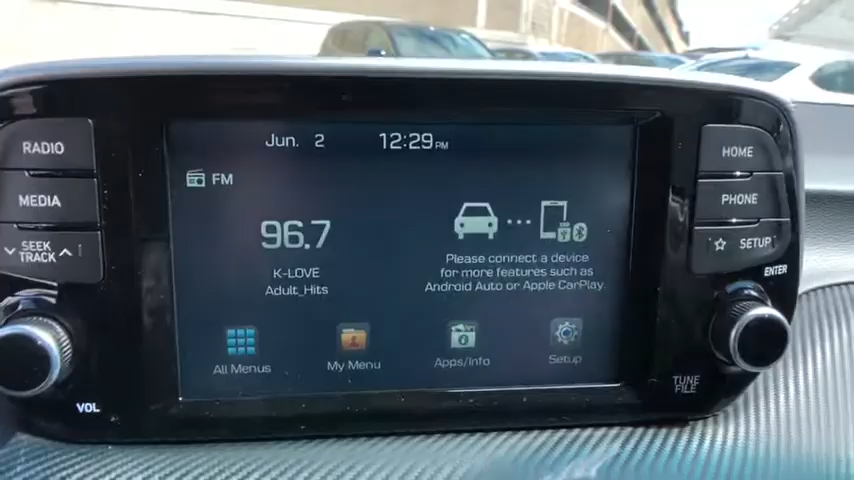 RADIO
MEDIA
SEEK
TRACK
VOL
Jun. 2 12:29 PM
FM
96.7
K-LOVE
Adult_Hits
Please connect a device
for more features such as
Android Auto or Apple CarPlay.
All Menus My Menu Apps/Info Setup
HOME
PHONE
SETUP
ENTER
TUNE
FILE